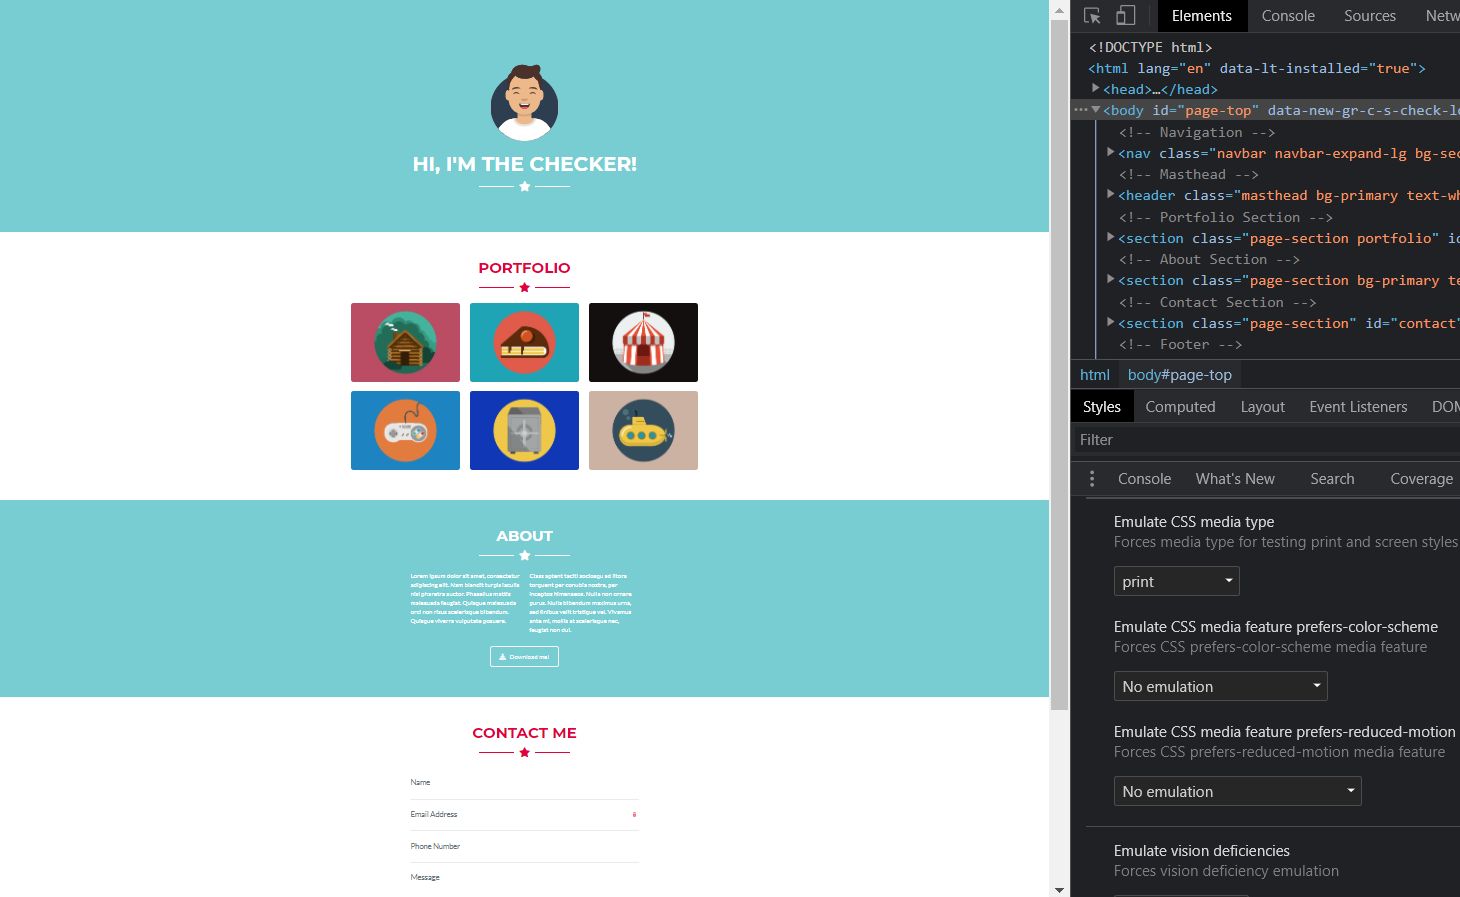 HI, I'M THE CHECKER!
PORTFOLIO
ABOUT
Lorem ipsum dolor sit amet, consectetur
adipiscing elit. Nam blandit turpis iaculis
nisl pharetra auctor. Phasellus mattis
malesuada feugiat. Quisque malesuada
orci non risus scelerisque bibendum.
Quisque viverra vulputate posuere.
Class aptent taciti sociosqu ad litora
torquent per conubia nostra, per
inceptos himenaeos. Nulla non ornare
purus. Nulla bibendum maximus urna,
sed finibus velit tristique vel. Vivamus
ante mi, mollis at scelerisque nec,
feugiat non dui.
Download me!
CONTACT ME
Name
Email Address
Phone Number
Message
Elements Console Sources Netw
<!DOCTYPE html>
<html lang="en" data-lt-installed="true">
<head>…</head>
<body id="page-top" data-new-gr-c-s-check-lo
<!-- Navigation -->
<nav class="navbar navbar-expand-lg bg-sec
<!-- Masthead -->
<header class="masthead bg-primary text-wh
<!-- Portfolio Section -->
<section class="page-section portfolio" id
<!-- About Section -->
<section class="page-section bg-primary te
<!-- Contact Section -->
<section class="page-section" id="contact"
<!-- Footer -->
html body#page-top
Styles Computed Layout Event Listeners DOM
Filter
Console What's New Search Coverage
Emulate CSS media type
Forces media type for testing print and screen styles
print
Emulate CSS media feature prefers-color-scheme
Forces CSS prefers-color-scheme media feature
No emulation
Emulate CSS media feature prefers-reduced-motion
Forces CSS prefers-reduced-motion media feature
No emulation
Emulate vision deficiencies
Forces vision deficiency emulation